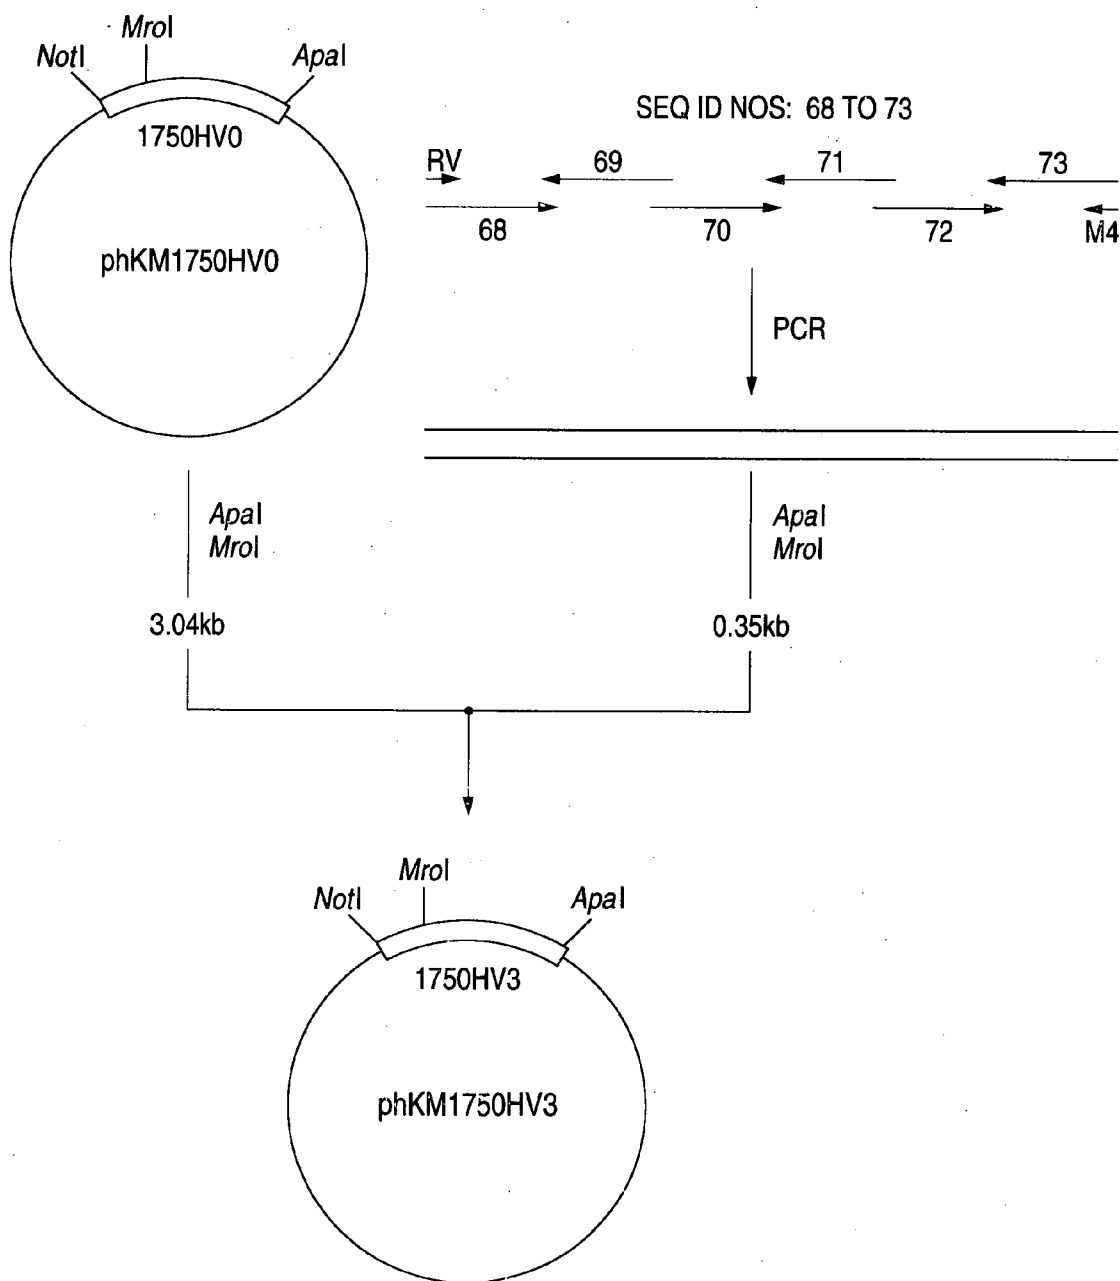 MroI
NotI
ApaI
1750HV0
phKM1750HV0
SEQ ID NOS: 68 TO 73
RV
69
71
73
68
70
72
M4
PCR
ApaI
MroI
ApaI
MroI
3.04kb
0.35kb
MroI
NotI
ApaI
1750HV3
phKM1750HV3